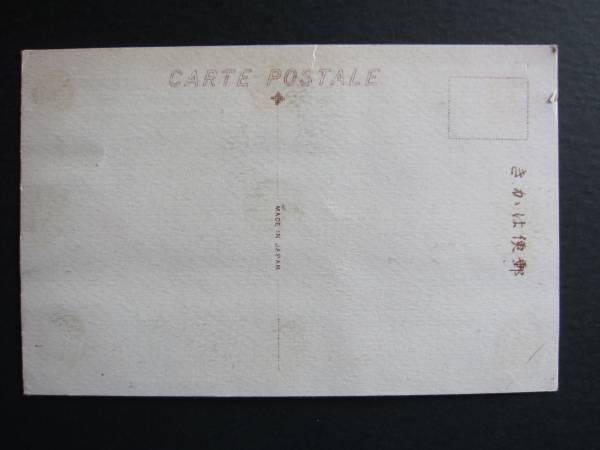 CARTE POSTALE
MADE IN JAPAN
きかは便郵